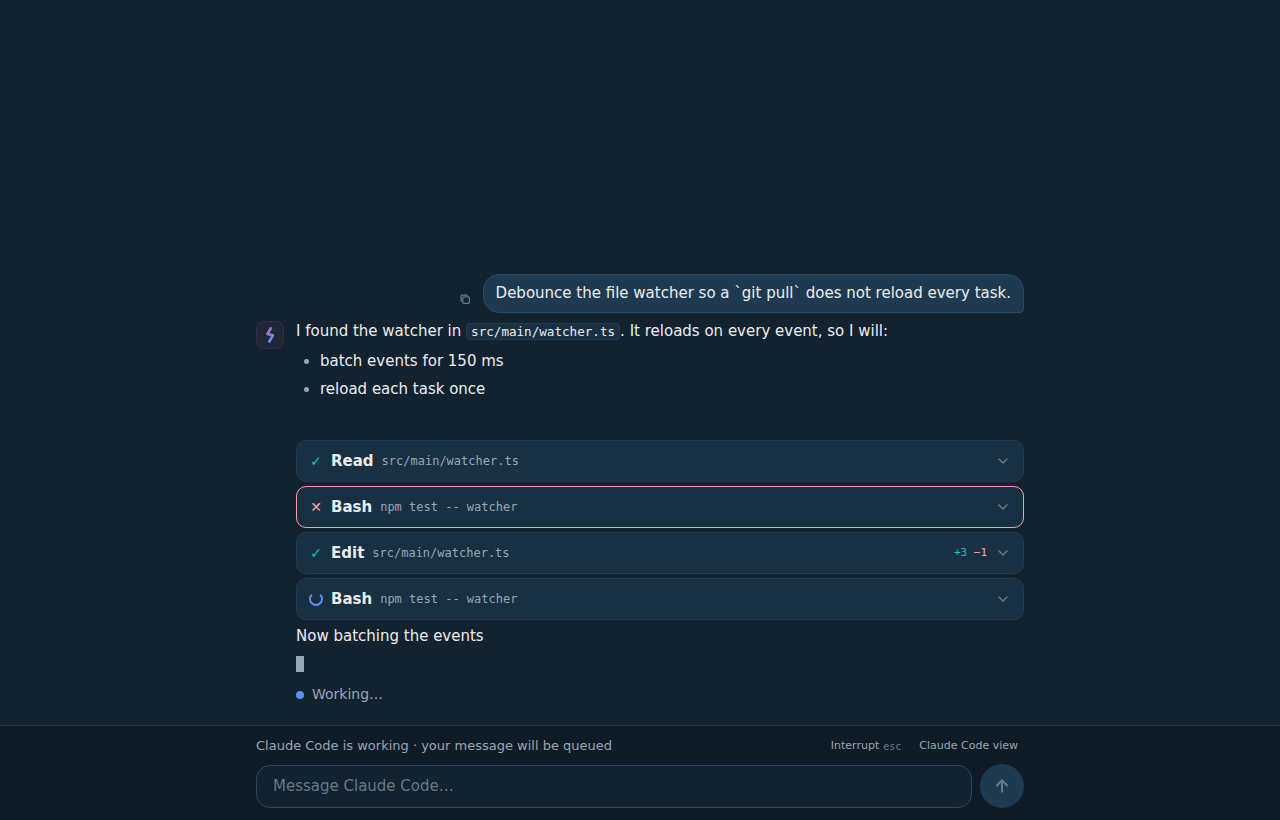 Debounce the file watcher so a `git pull` does not reload every task.
I found the watcher in src/main/watcher.ts. It reloads on every event, so I will:
• batch events for 150 ms
• reload each task once
✓ Read src/main/watcher.ts
✕ Bash npm test -- watcher
✓ Edit src/main/watcher.ts +3 −1
Bash npm test -- watcher
Now batching the events
Working…
Claude Code is working · your message will be queued Interrupt esc Claude Code view
Message Claude Code…